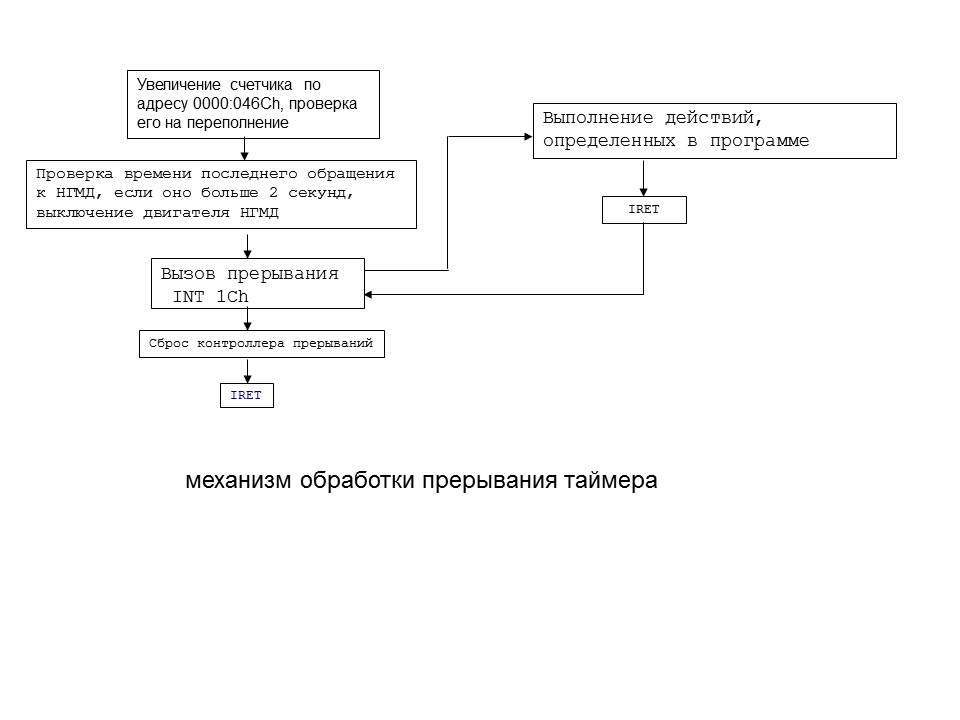 Увеличение счетчика по
адресу 0000:046Ch, проверка
его на переполнение
Проверка времени последнего обращения
к НГМД, если оно больше 2 секунд,
выключение двигателя НГМД
Вызов прерывания
INT 1Ch
Сброс контроллера прерываний
IRET
Выполнение действий,
определенных в программе
IRET
механизм обработки прерывания таймера